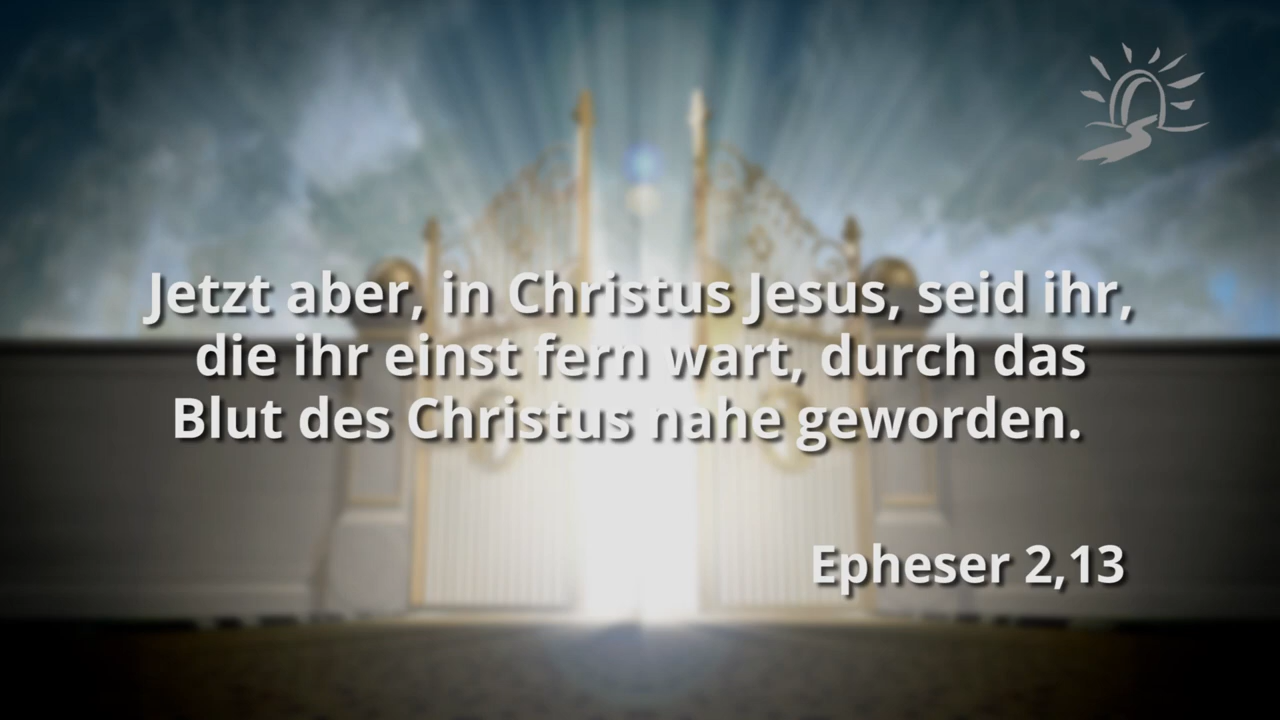 Jetzt aber, in Christus Jesus, seid ihr,
die ihr einst fern wart, durch das
Blut des Christus nahe geworden.
Epheser 2,13